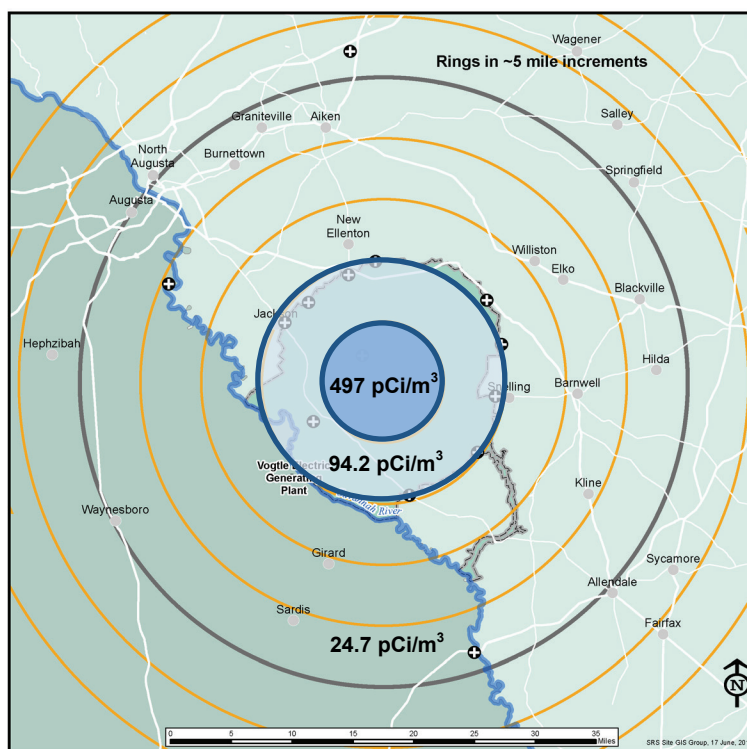 Wagener
Rings in ~5 mile increments
Graniteville
Aiken
Salley
North
Augusta
Burnettown
Springfield
Augusta
New
Ellenton
Williston
Elko
Blackville
Jackson
Hephzibah
Hilda
497 pCi/m³
Snelling
Barnwell
94.2 pCi/m³
Vogtle Electric
Generating
Plant
Kline
Waynesboro
River
Girard
Sycamore
Allendale
Sardis
Fairfax
24.7 pCi/m³
N
0 5 10 15 20 25 30 35
Miles
SRS Site GIS Group, 17 June, 20